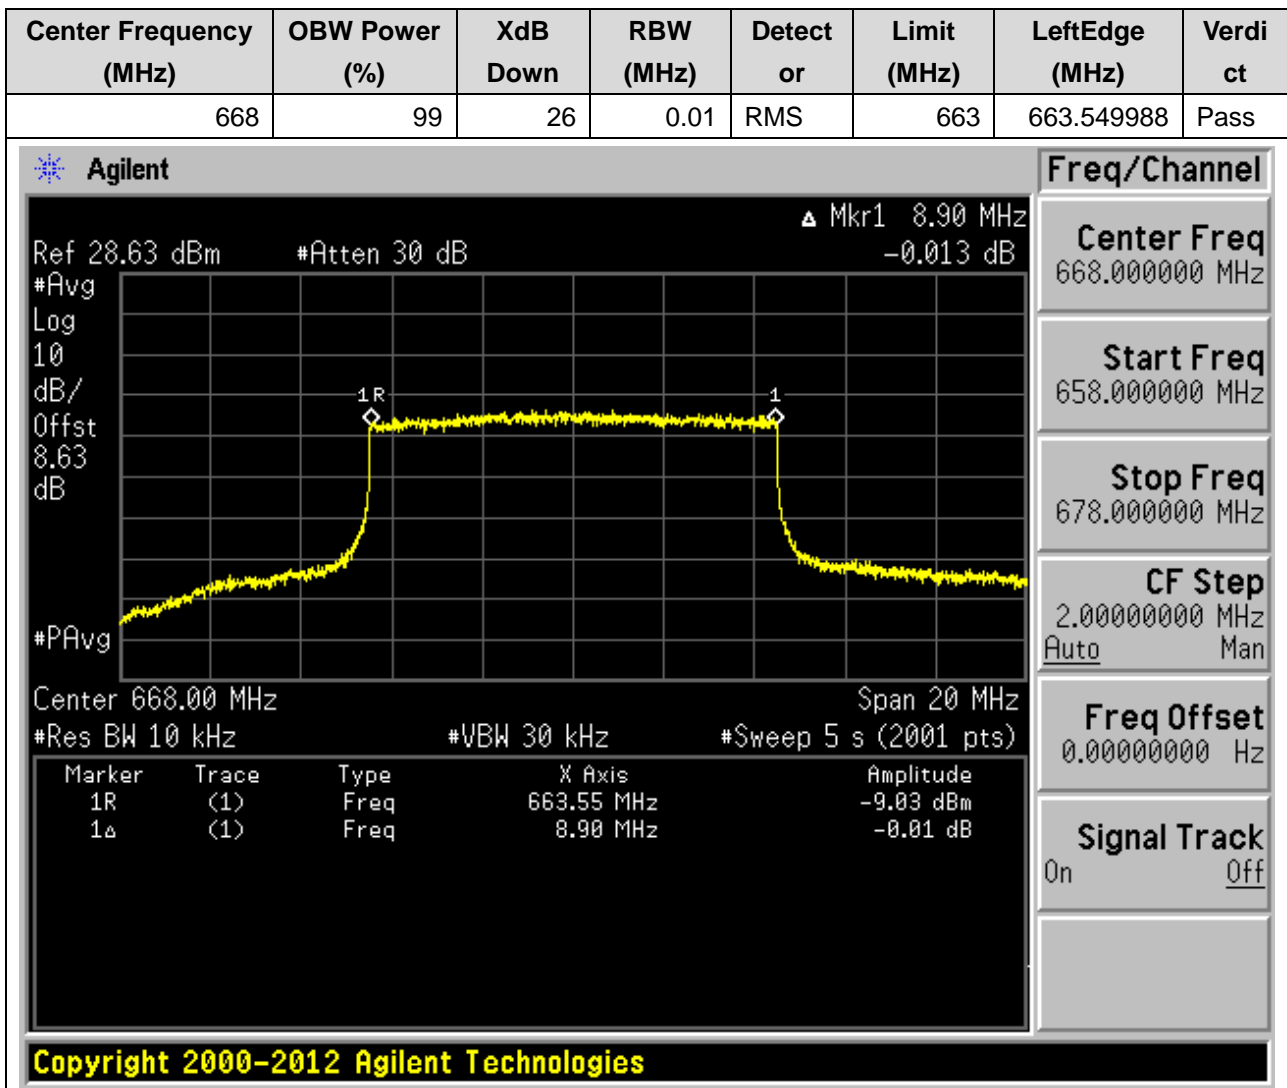 Center Frequency (MHz) OBW Power (%) XdB Down RBW (MHz) Detect or Limit (MHz) LeftEdge (MHz) Verdi ct
668 99 26 0.01 RMS 663 663.549988 Pass
Agilent
Freq/Channel
Δ Mkr1 8.90 MHz
Ref 28.63 dBm #Atten 30 dB -0.013 dB
#Avg
Log
10
dB/
Offst
8.63
dB
1R 1
#PAvg
Center 668.00 MHz Span 20 MHz
#Res BW 10 kHz #VBW 30 kHz #Sweep 5 s (2001 pts)
Marker Trace Type X Axis Amplitude
1R (1) Freq 663.55 MHz -9.03 dBm
1Δ (1) Freq 8.90 MHz -0.01 dB
Center Freq
668.000000 MHz
Start Freq
658.000000 MHz
Stop Freq
678.000000 MHz
CF Step
2.00000000 MHz
Auto Man
Freq Offset
0.00000000 Hz
Signal Track
On Off
Copyright 2000-2012 Agilent Technologies